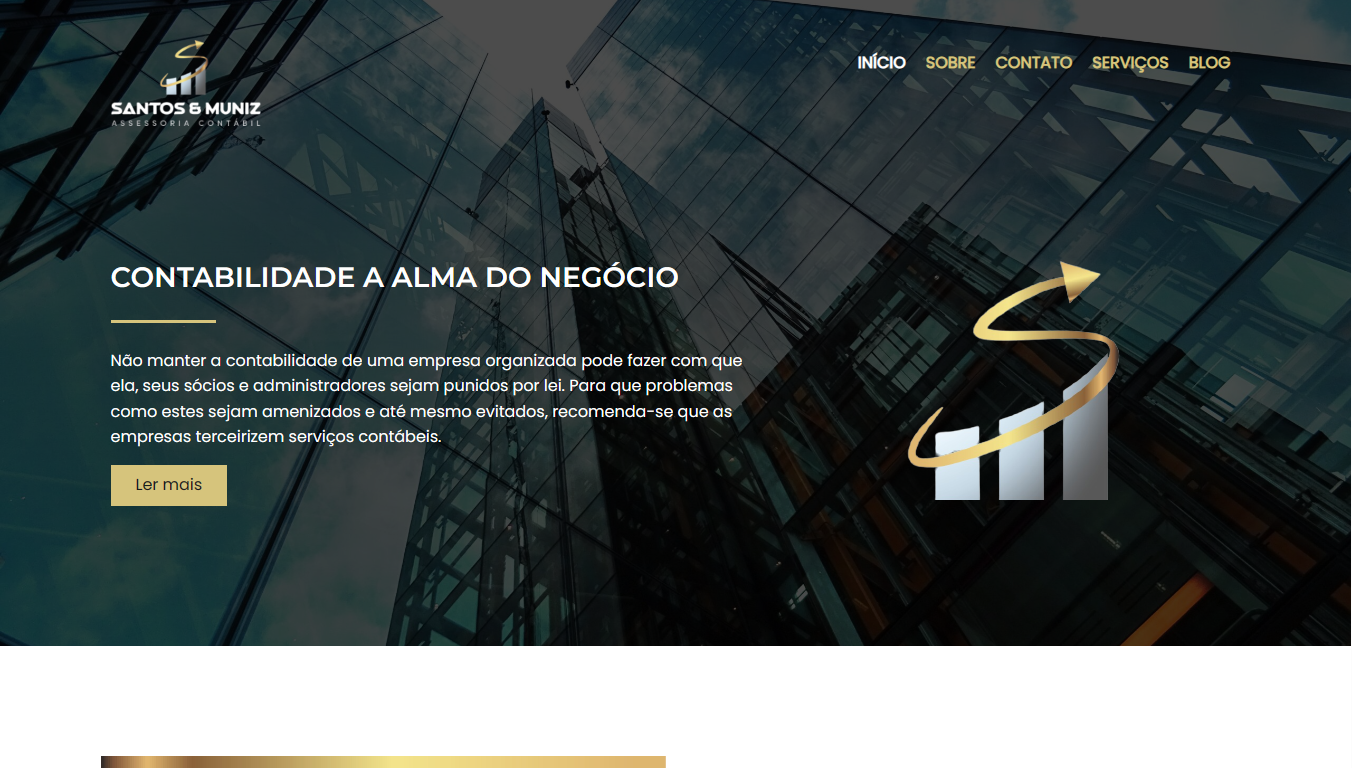 SANTOS & MUNIZ
ASSESSORIA CONTÁBIL
INÍCIO SOBRE CONTATO SERVIÇOS BLOG
CONTABILIDADE A ALMA DO NEGÓCIO
Não manter a contabilidade de uma empresa organizada pode fazer com que
ela, seus sócios e administradores sejam punidos por lei. Para que problemas
como estes sejam amenizados e até mesmo evitados, recomenda-se que as
empresas terceirizem serviços contábeis.
Ler mais